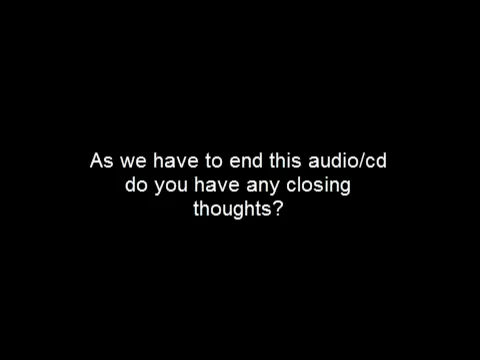 As we have to end this audio/cd
do you have any closing
thoughts?